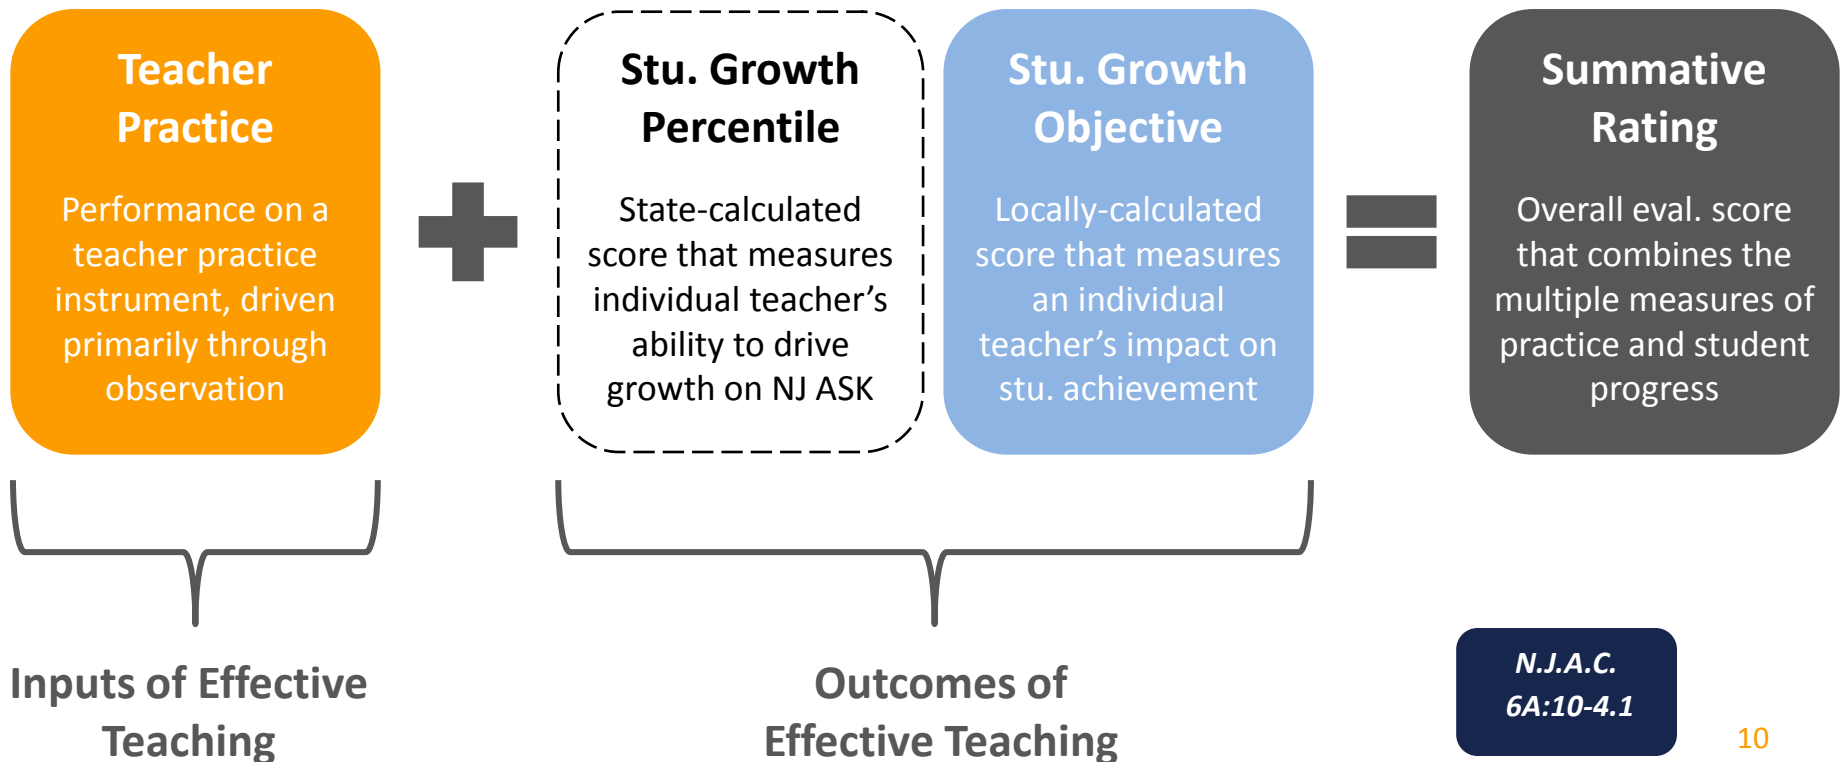 Teacher
Practice
Performance on a
teacher practice
instrument, driven
primarily through
observation
Stu. Growth
Percentile
State-calculated
score that measures
individual teacher’s
ability to drive
growth on NJ ASK
Stu. Growth
Objective
Locally-calculated
score that measures
an individual
teacher’s impact on
stu. achievement
Summative
Rating
Overall eval. score
that combines the
multiple measures of
practice and student
progress
Inputs of Effective
Teaching
Outcomes of
Effective Teaching
N.J.A.C.
6A:10-4.1
10